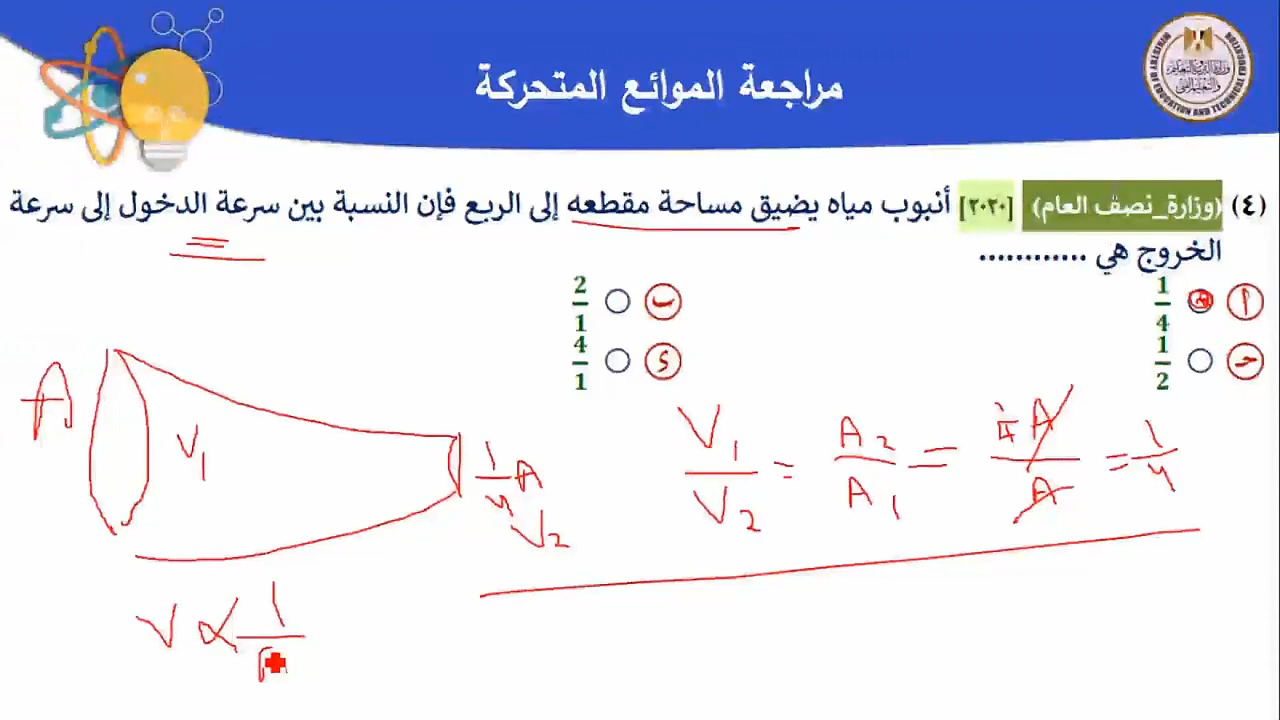 مراجعة الموائع المتحركة
(٤) (وزارة_نصف العام) [٢٠٢٠] أنبوب مياه يضيق مساحة مقطعه إلى الربع فإن النسبة بين سرعة الدخول إلى سرعة
الخروج هي ............
أ 1/4
ب 2/1
ج 1/2
د 4/1
A
V₁
1/4 A
V₂
V₁/V₂ = A₂/A₁ = 1/4 A/A = 1/4
V ∝ 1/